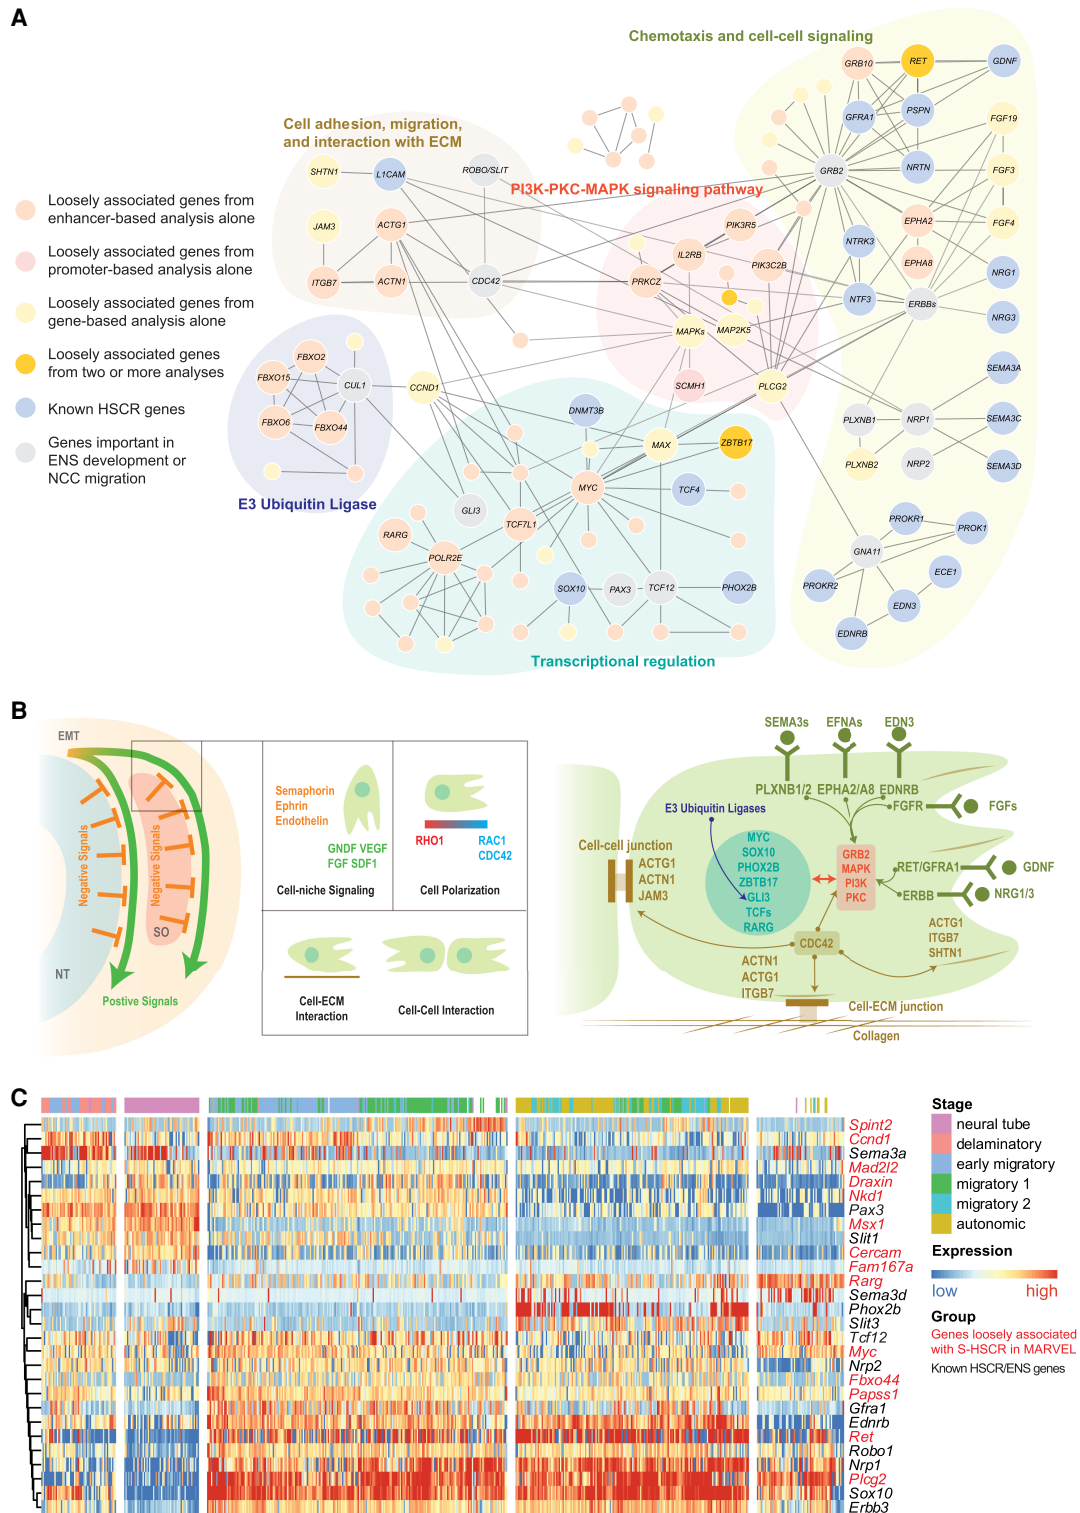 A
Chemotaxis and cell-cell signaling
Cell adhesion, migration,
and interaction with ECM
PI3K-PKC-MAPK signaling pathway
E3 Ubiquitin Ligase
Transcriptional regulation
Loosely associated genes from
enhancer-based analysis alone
Loosely associated genes from
promoter-based analysis alone
Loosely associated genes from
gene-based analysis alone
Loosely associated genes
from two or more analyses
Known HSCR genes
Genes important in
ENS development or
NCC migration
SHTN1
L1CAM
ROBO/SLIT
JAM3
ACTG1
ITGB7
ACTN1
CDC42
FBXO2
FBXO15
CUL1
FBXO6
FBXO44
CCND1
GRB10
RET
GDNF
GFRA1
PSPN
FGF19
GRB2
NRTN
FGF3
EPHA2
FGF4
NTRK3
EPHA8
NRG1
NTF3
ERBBs
NRG3
PIK3R5
IL2RB
PIK3C2B
PRKCZ
MAPKs
MAP2K5
SCMH1
PLCG2
SEMA3A
PLXNB1
NRP1
SEMA3C
PLXNB2
NRP2
SEMA3D
DNMT3B
MAX
ZBTB17
MYC
TCF4
GLI3
TCF7L1
RARG
POLR2E
SOX10
PAX3
TCF12
PHOX2B
PROKR1
PROK1
GNA11
ECE1
PROKR2
EDN3
EDNRB
B
EMT
Negative Signals
Negative Signals
SO
NT
Postive Signals
Semaphorin
Ephrin
Endothelin
GNDF VEGF
FGF SDF1
Cell-niche Signaling
RHO1
RAC1
CDC42
Cell Polarization
Cell-ECM
Interaction
Cell-Cell Interaction
SEMA3s
EFNAs
EDN3
PLXNB1/2
EPHA2/A8
EDNRB
FGFR
FGFs
E3 Ubiquitin Ligases
Cell-cell junction
ACTG1
ACTN1
JAM3
MYC
SOX10
PHOX2B
ZBTB17
GLI3
TCFs
RARG
GRB2
MAPK
PI3K
PKC
RET/GFRA1
GDNF
ERBB
NRG1/3
CDC42
ACTG1
ITGB7
SHTN1
ACTN1
ACTG1
ITGB7
Cell-ECM junction
Collagen
C
Spint2
Ccnd1
Sema3a
Mad2l2
Draxin
Nkd1
Pax3
Msx1
Slit1
Cercam
Fam167a
Rarg
Sema3d
Phox2b
Slit3
Tcf12
Myc
Nrp2
Fbxo44
Papss1
Gfra1
Ednrb
Ret
Robo1
Nrp1
Plcg2
Sox10
Erbb3
Stage
neural tube
delaminatory
early migratory
migratory 1
migratory 2
autonomic
Expression
low
high
Group
Genes loosely associated
with S-HSCR in MARVEL
Known HSCR/ENS genes